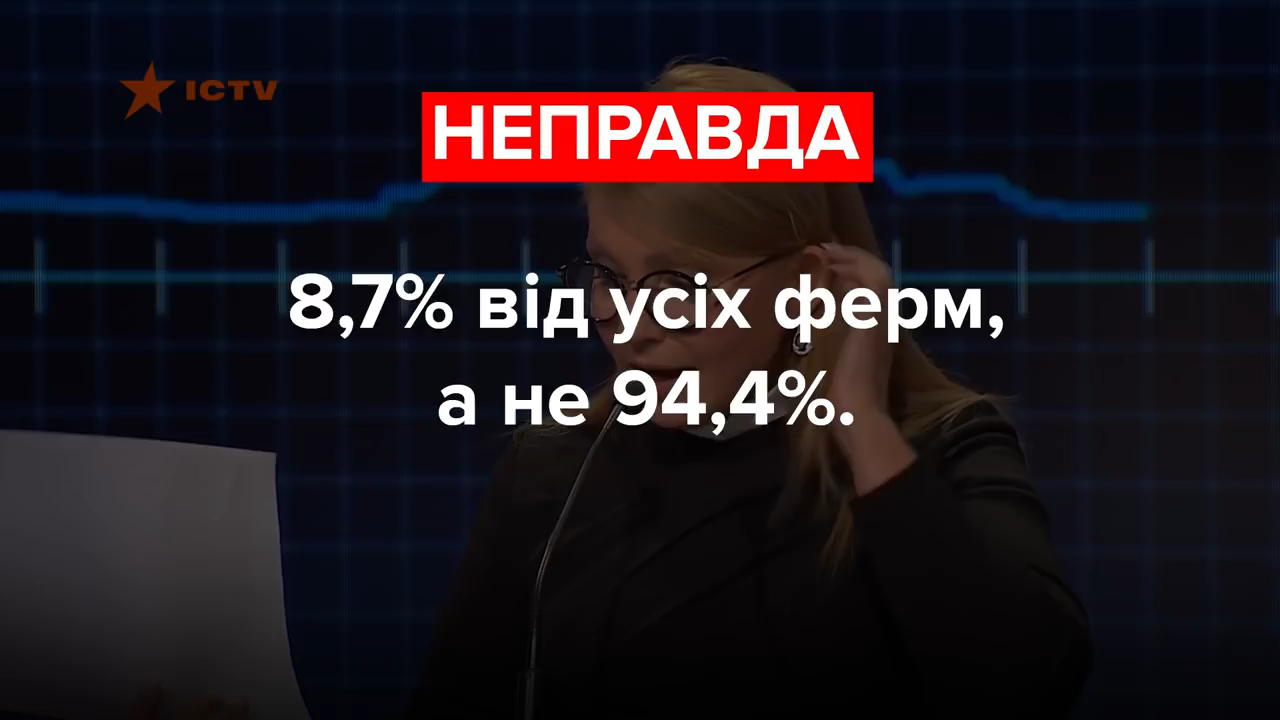 ICTV
НЕПРАВДА
8,7% від усіх ферм,
а не 94,4%.